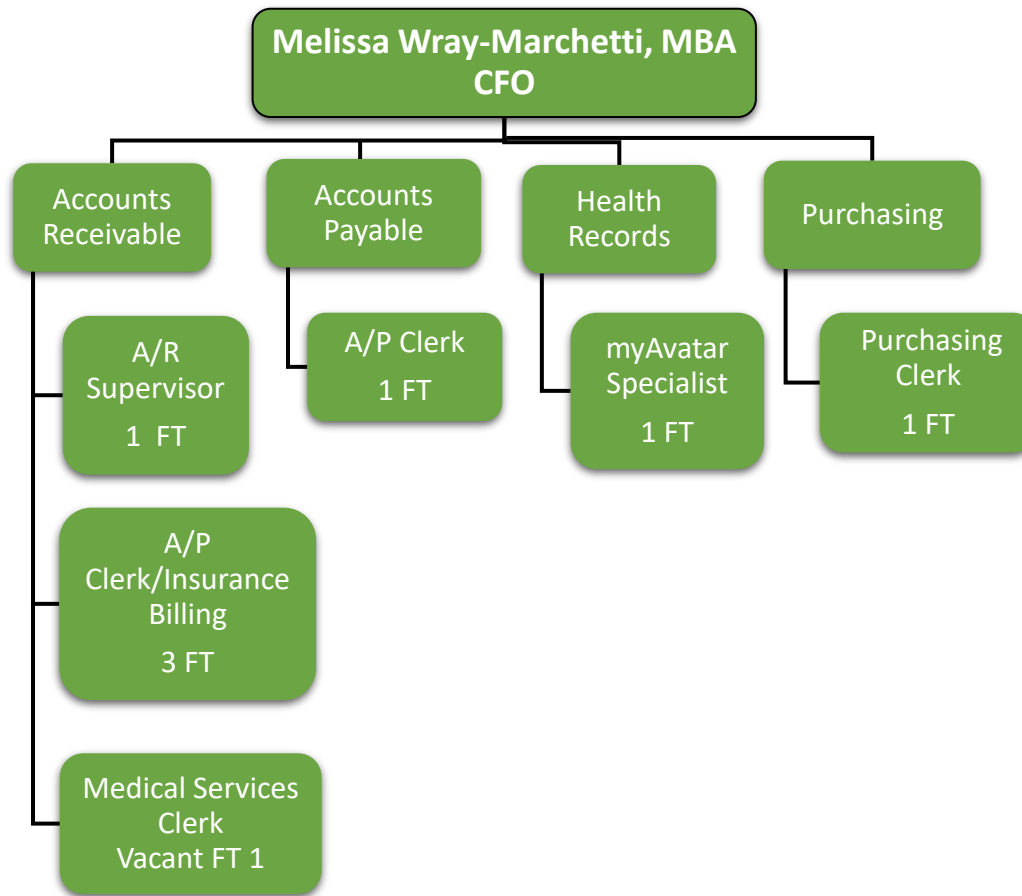 Melissa Wray-Marchetti, MBA
CFO
Accounts
Receivable
Accounts
Payable
Health
Records
Purchasing
A/R
Supervisor
1 FT
A/P Clerk
1 FT
myAvatar
Specialist
1 FT
Purchasing
Clerk
1 FT
A/P
Clerk/Insurance
Billing
3 FT
Medical Services
Clerk
Vacant FT 1